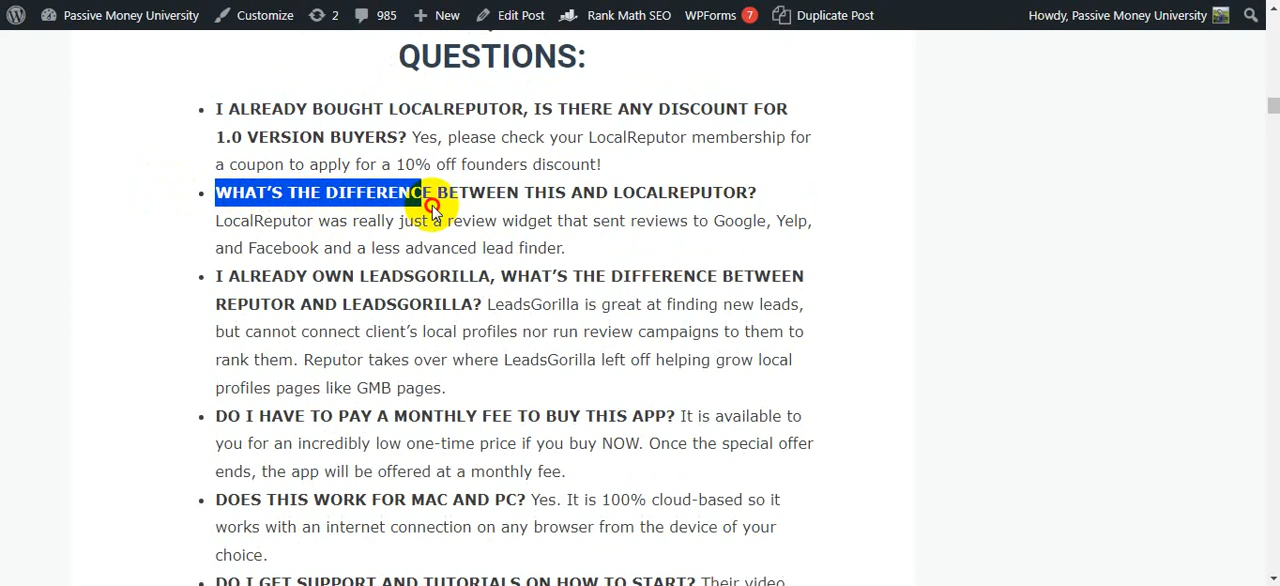 Passive Money University Customize 2 985 New Edit Post Rank Math SEO WPForms 7 Duplicate Post Howdy, Passive Money University
QUESTIONS:
• I ALREADY BOUGHT LOCALREPUTOR, IS THERE ANY DISCOUNT FOR
1.0 VERSION BUYERS? Yes, please check your LocalReputor membership for
a coupon to apply for a 10% off founders discount!
• WHAT’S THE DIFFERENCE BETWEEN THIS AND LOCALREPUTOR?
LocalReputor was really just a review widget that sent reviews to Google, Yelp,
and Facebook and a less advanced lead finder.
• I ALREADY OWN LEADSGORILLA, WHAT’S THE DIFFERENCE BETWEEN
REPUTOR AND LEADSGORILLA? LeadsGorilla is great at finding new leads,
but cannot connect client’s local profiles nor run review campaigns to them to
rank them. Reputor takes over where LeadsGorilla left off helping grow local
profiles pages like GMB pages.
• DO I HAVE TO PAY A MONTHLY FEE TO BUY THIS APP? It is available to
you for an incredibly low one-time price if you buy NOW. Once the special offer
ends, the app will be offered at a monthly fee.
• DOES THIS WORK FOR MAC AND PC? Yes. It is 100% cloud-based so it
works with an internet connection on any browser from the device of your
choice.
• DO I GET SUPPORT AND TUTORIALS ON HOW TO START? Their video